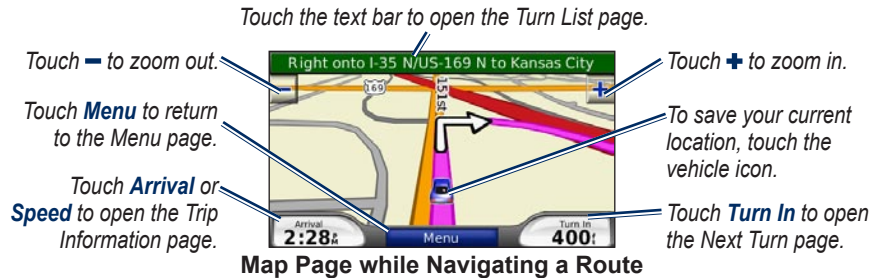 Touch the text bar to open the Turn List page.
Touch – to zoom out.
Touch Menu to return
to the Menu page.
Touch Arrival or
Speed to open the Trip
Information page.
Right onto I-35 N/US-169 N to Kansas City
169
151st
Arrival
2:28
Menu
Turn In
400
Touch + to zoom in.
To save your current
location, touch the
vehicle icon.
Touch Turn In to open
the Next Turn page.
Map Page while Navigating a Route